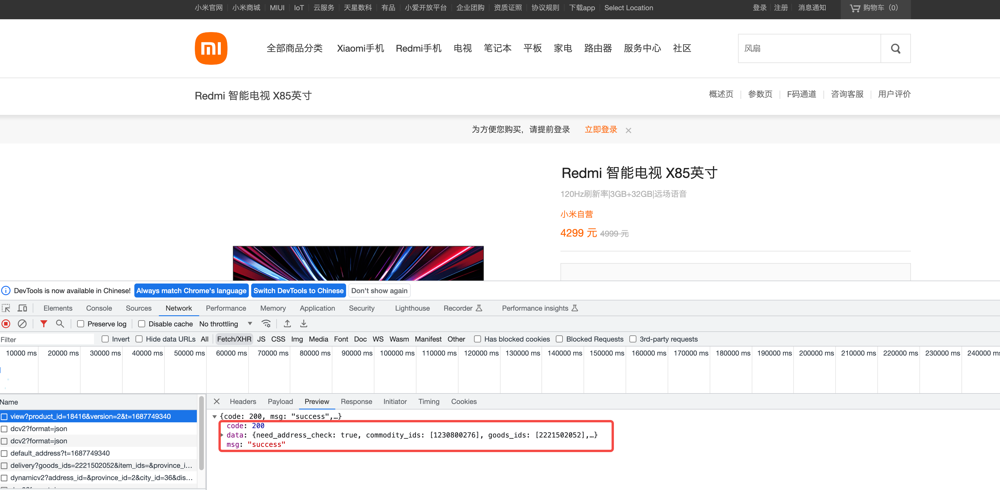 小米官网 小米商城 MIUI IoT 云服务 天星数科 有品 小爱开放平台 企业团购 资质证照 协议规则 下载app Select Location 登录 注册 消息通知 购物车（0）
mi 全部商品分类 Xiaomi手机 Redmi手机 电视 笔记本 平板 家电 路由器 服务中心 社区 风扇
Redmi 智能电视 X85英寸 概述页 参数页 F码通道 咨询客服 用户评价
为方便您购买，请提前登录 立即登录
Redmi 智能电视 X85英寸
120Hz刷新率|3GB+32GB|远场语音
小米自营
4299 元 4999 元
DevTools is now available in Chinese! Always match Chrome's language Switch DevTools to Chinese Don't show again
Elements Console Sources Network Performance Memory Application Security Lighthouse Recorder Performance insights
Preserve log Disable cache No throttling
Filter Invert Hide data URLs All Fetch/XHR JS CSS Img Media Font Doc WS Wasm Manifest Other Has blocked cookies Blocked Requests 3rd-party requests
10000 ms 20000 ms 30000 ms 40000 ms 50000 ms 60000 ms 70000 ms 80000 ms 90000 ms 100000 ms 110000 ms 120000 ms 130000 ms 140000 ms 150000 ms 160000 ms 170000 ms 180000 ms 190000 ms 200000 ms 210000 ms 220000 ms 230000 ms 240000 ms
Name
view?product_id=18416&version=2&t=1687749340
dcv2?format=json
dcv2?format=json
default_address?t=1687749340
delivery?goods_ids=2221502052&item_ids=&province_i...
dynamicv2?address_id=&province_id=2&city_id=36&dis...
Headers Payload Preview Response Initiator Timing Cookies
{code: 200, msg: "success",…}
code: 200
data: {need_address_check: true, commodity_ids: [1230800276], goods_ids: [2221502052],…}
msg: "success"